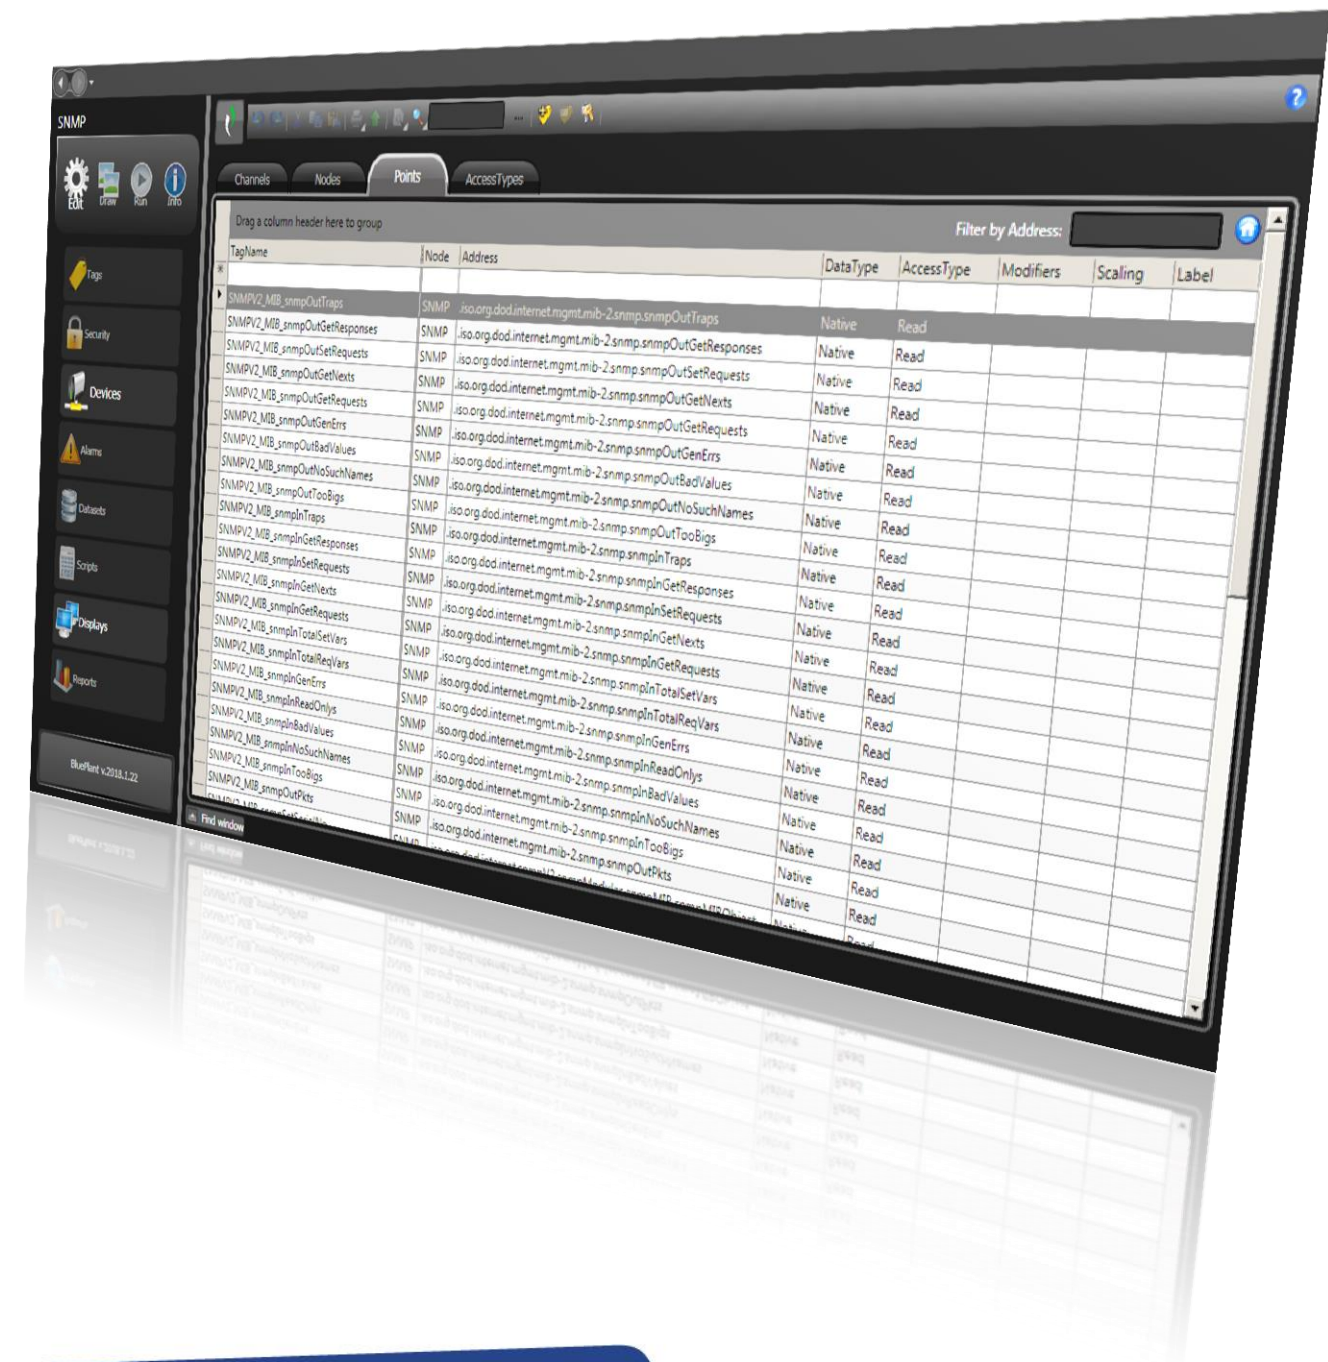 SNMP
Edit Draw Run Info
Tags
Security
Devices
Alarms
Datasets
Scripts
Displays
Reports
BluePlant v.2018.1.22
Channels Nodes Points AccessTypes
Drag a column header here to group Filter by Address:
TagName Node Address DataType AccessType Modifiers Scaling Label
SNMPV2_MIB_snmpOutTraps SNMP .iso.org.dod.internet.mgmt.mib-2.snmp.snmpOutTraps Native Read
SNMPV2_MIB_snmpOutGetResponses SNMP .iso.org.dod.internet.mgmt.mib-2.snmp.snmpOutGetResponses Native Read
SNMPV2_MIB_snmpOutSetRequests SNMP .iso.org.dod.internet.mgmt.mib-2.snmp.snmpOutSetRequests Native Read
SNMPV2_MIB_snmpOutGetNexts SNMP .iso.org.dod.internet.mgmt.mib-2.snmp.snmpOutGetNexts Native Read
SNMPV2_MIB_snmpOutGetRequests SNMP .iso.org.dod.internet.mgmt.mib-2.snmp.snmpOutGetRequests Native Read
SNMPV2_MIB_snmpOutGenErrs SNMP .iso.org.dod.internet.mgmt.mib-2.snmp.snmpOutGenErrs Native Read
SNMPV2_MIB_snmpOutBadValues SNMP .iso.org.dod.internet.mgmt.mib-2.snmp.snmpOutBadValues Native Read
SNMPV2_MIB_snmpOutNoSuchNames SNMP .iso.org.dod.internet.mgmt.mib-2.snmp.snmpOutNoSuchNames Native Read
SNMPV2_MIB_snmpOutTooBigs SNMP .iso.org.dod.internet.mgmt.mib-2.snmp.snmpOutTooBigs Native Read
SNMPV2_MIB_snmpInTraps SNMP .iso.org.dod.internet.mgmt.mib-2.snmp.snmpInTraps Native Read
SNMPV2_MIB_snmpInGetResponses SNMP .iso.org.dod.internet.mgmt.mib-2.snmp.snmpInGetResponses Native Read
SNMPV2_MIB_snmpInSetRequests SNMP .iso.org.dod.internet.mgmt.mib-2.snmp.snmpInSetRequests Native Read
SNMPV2_MIB_snmpInGetNexts SNMP .iso.org.dod.internet.mgmt.mib-2.snmp.snmpInGetNexts Native Read
SNMPV2_MIB_snmpInGetRequests SNMP .iso.org.dod.internet.mgmt.mib-2.snmp.snmpInGetRequests Native Read
SNMPV2_MIB_snmpInTotalSetVars SNMP .iso.org.dod.internet.mgmt.mib-2.snmp.snmpInTotalSetVars Native Read
SNMPV2_MIB_snmpInTotalReqVars SNMP .iso.org.dod.internet.mgmt.mib-2.snmp.snmpInTotalReqVars Native Read
SNMPV2_MIB_snmpInGenErrs SNMP .iso.org.dod.internet.mgmt.mib-2.snmp.snmpInGenErrs Native Read
SNMPV2_MIB_snmpInReadOnlys SNMP .iso.org.dod.internet.mgmt.mib-2.snmp.snmpInReadOnlys Native Read
SNMPV2_MIB_snmpInBadValues SNMP .iso.org.dod.internet.mgmt.mib-2.snmp.snmpInBadValues Native Read
SNMPV2_MIB_snmpInNoSuchNames SNMP .iso.org.dod.internet.mgmt.mib-2.snmp.snmpInNoSuchNames Native Read
SNMPV2_MIB_snmpInTooBigs SNMP .iso.org.dod.internet.mgmt.mib-2.snmp.snmpInTooBigs Native Read
SNMPV2_MIB_snmpOutPkts SNMP .iso.org.dod.internet.mgmt.mib-2.snmp.snmpOutPkts Native Read
Find window